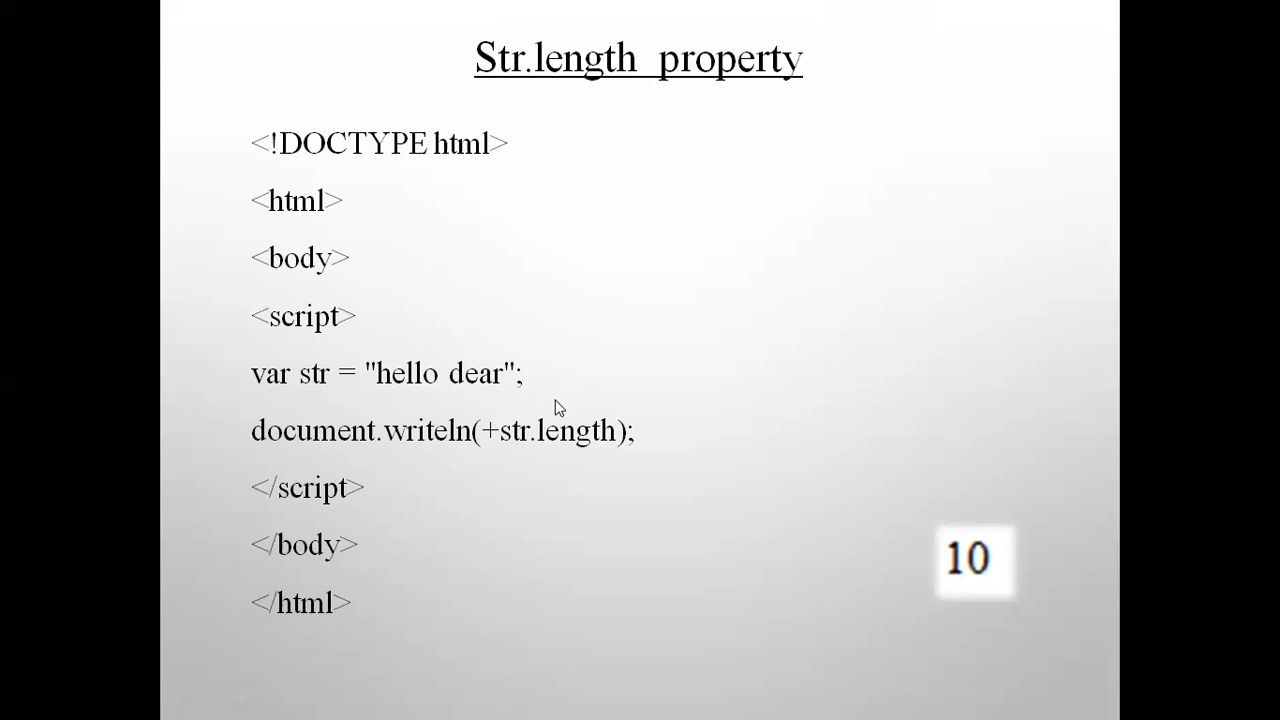 Str.length property
<!DOCTYPE html>
<html>
<body>
<script>
var str = "hello dear";
document.writeln(+str.length);
</script>
</body>
</html>
10